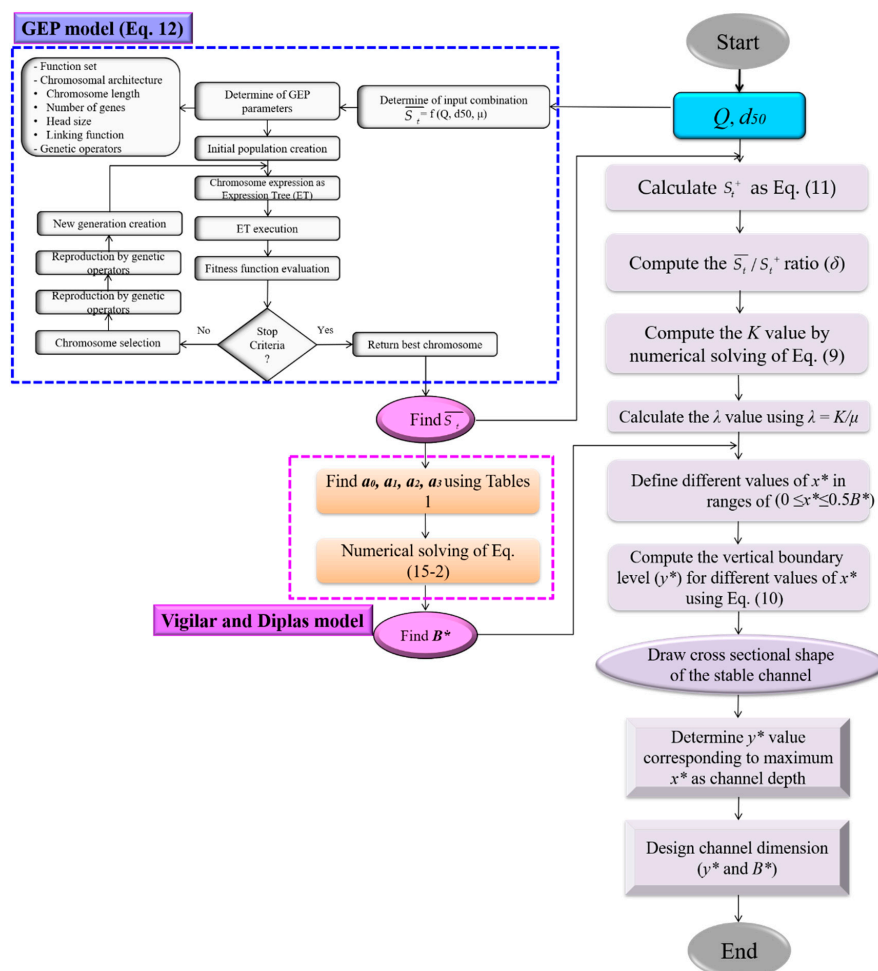 GEP model (Eq. 12)
- Function set
- Chromosomal architecture
• Chromosome length
• Number of genes
• Head size
• Linking function
- Genetic operators
Determine of GEP
parameters
Determine of input combination
S̅t̅ = f (Q, d50, μ)
Initial population creation
Chromosome expression as
Expression Tree (ET)
ET execution
Fitness function evaluation
New generation creation
Reproduction by genetic
operators
Reproduction by genetic
operators
Chromosome selection
No
Stop
Criteria
?
Yes
Return best chromosome
Find S̅t̅
Find a0, a1, a2, a3 using Tables
1
Numerical solving of Eq.
(15-2)
Vigilar and Diplas model
Find B*
Start
Q, d50
Calculate St+ as Eq. (11)
Compute the S̅t̅ / St+ ratio (δ)
Compute the K value by
numerical solving of Eq. (9)
Calculate the λ value using λ = K/μ
Define different values of x* in
ranges of (0 ≤x*≤0.5B*)
Compute the vertical boundary
level (y*) for different values of x*
using Eq. (10)
Draw cross sectional shape
of the stable channel
Determine y* value
corresponding to maximum
x* as channel depth
Design channel dimension
(y* and B*)
End